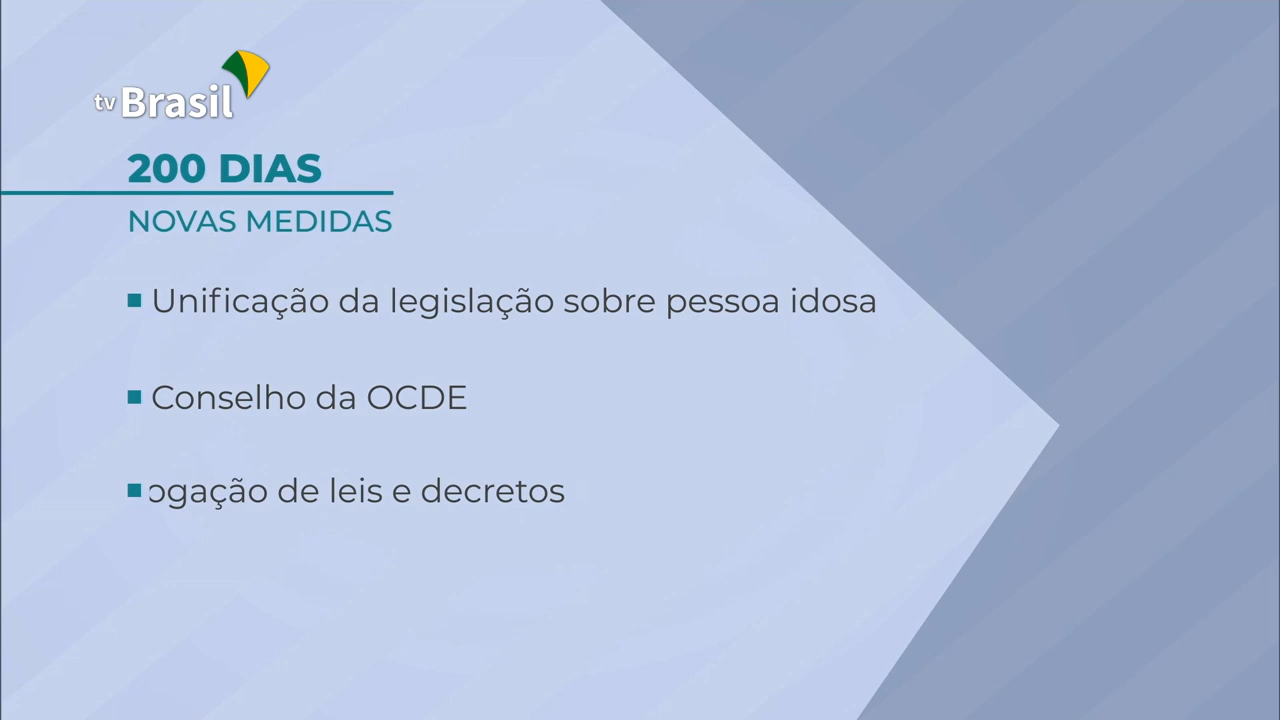 tv Brasil
200 DIAS
NOVAS MEDIDAS
Unificação da legislação sobre pessoa idosa
Conselho da OCDE
ogação de leis e decretos